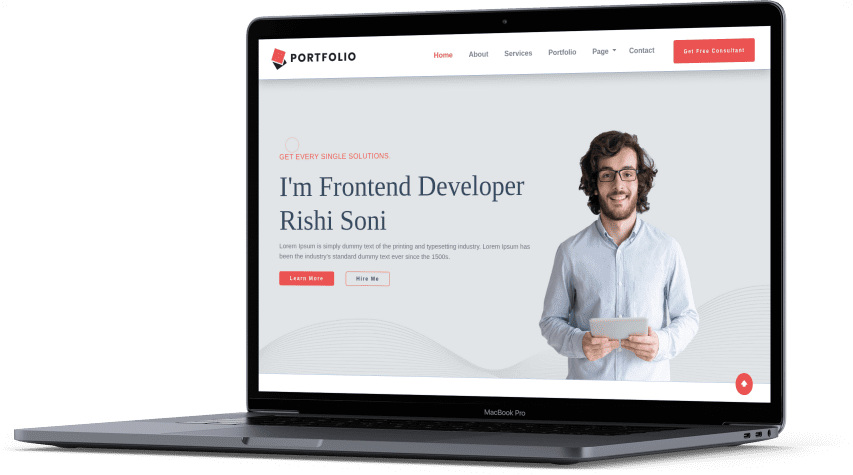 PORTFOLIO
Home About Services Portfolio Page Contact Get Free Consultant
GET EVERY SINGLE SOLUTIONS.
I'm Frontend Developer
Rishi Soni
Lorem Ipsum is simply dummy text of the printing and typesetting industry. Lorem Ipsum has
been the industry's standard dummy text ever since the 1500s.
Learn More Hire Me
MacBook Pro